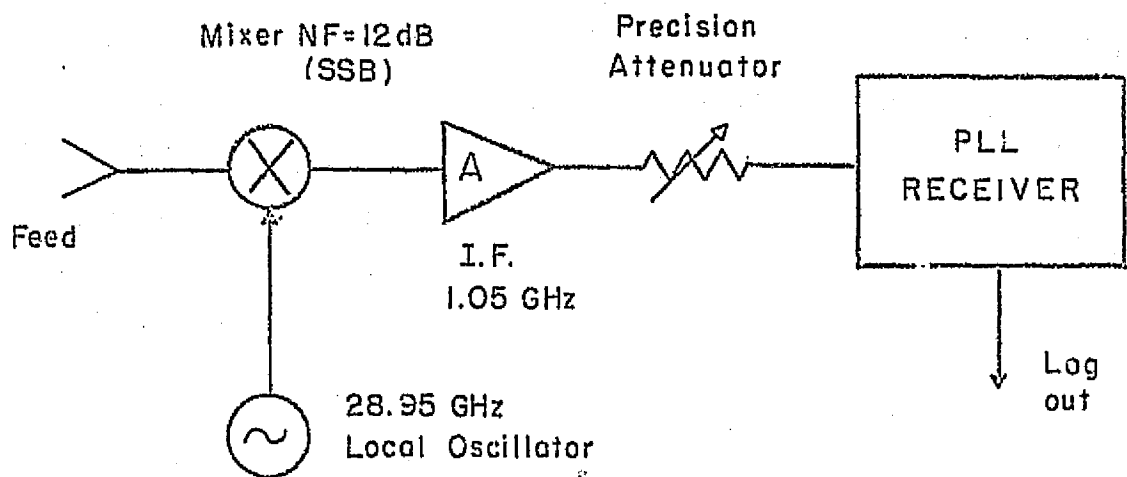 Mixer NF=12dB
(SSB)
Precision
Attenuator
PLL
RECEIVER
A
Feed
I.F.
1.05 GHz
28.95 GHz
Local Oscillator
Log
out